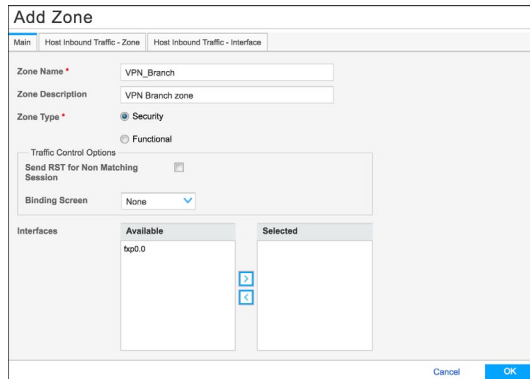 Add Zone
Main
Host Inbound Traffic - Zone
Host Inbound Traffic - Interface
Zone Name *
VPN_Branch
Zone Description
VPN Branch zone
Zone Type *
Security
Functional
Traffic Control Options
Send RST for Non Matching
Session
Binding Screen
None
Interfaces
Available
Selected
fxp0.0
>
<
Cancel
OK